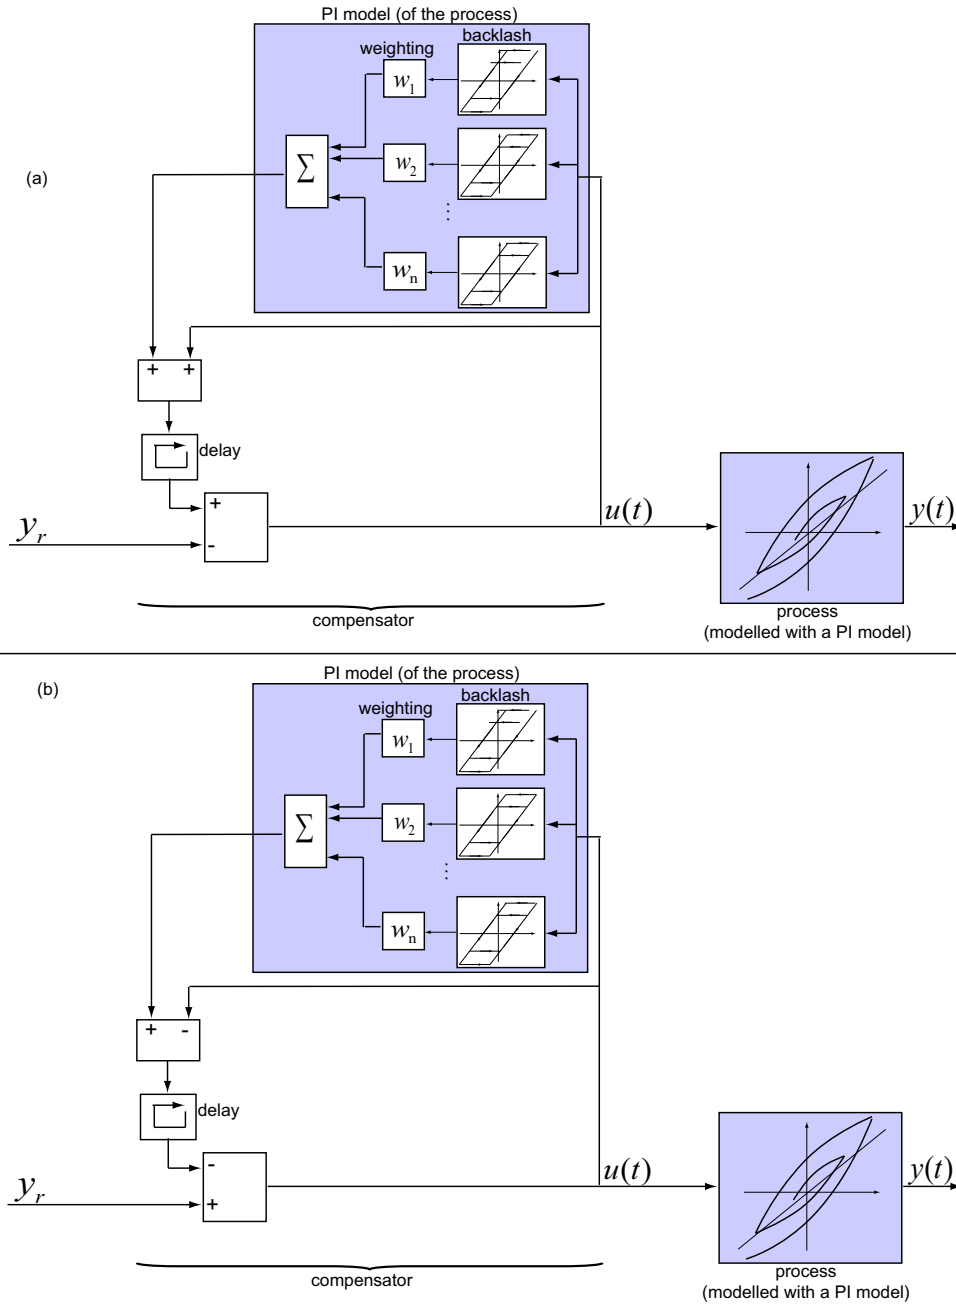 PI model (of the process)
weighting
backlash
w1
w2
⋮
wn
Σ
(a)
+ +
delay
+
-
yr
u(t)
y(t)
compensator
process
(modelled with a PI model)
(b)
PI model (of the process)
weighting
backlash
w1
w2
⋮
wn
Σ
+ -
delay
-
+
yr
u(t)
y(t)
compensator
process
(modelled with a PI model)